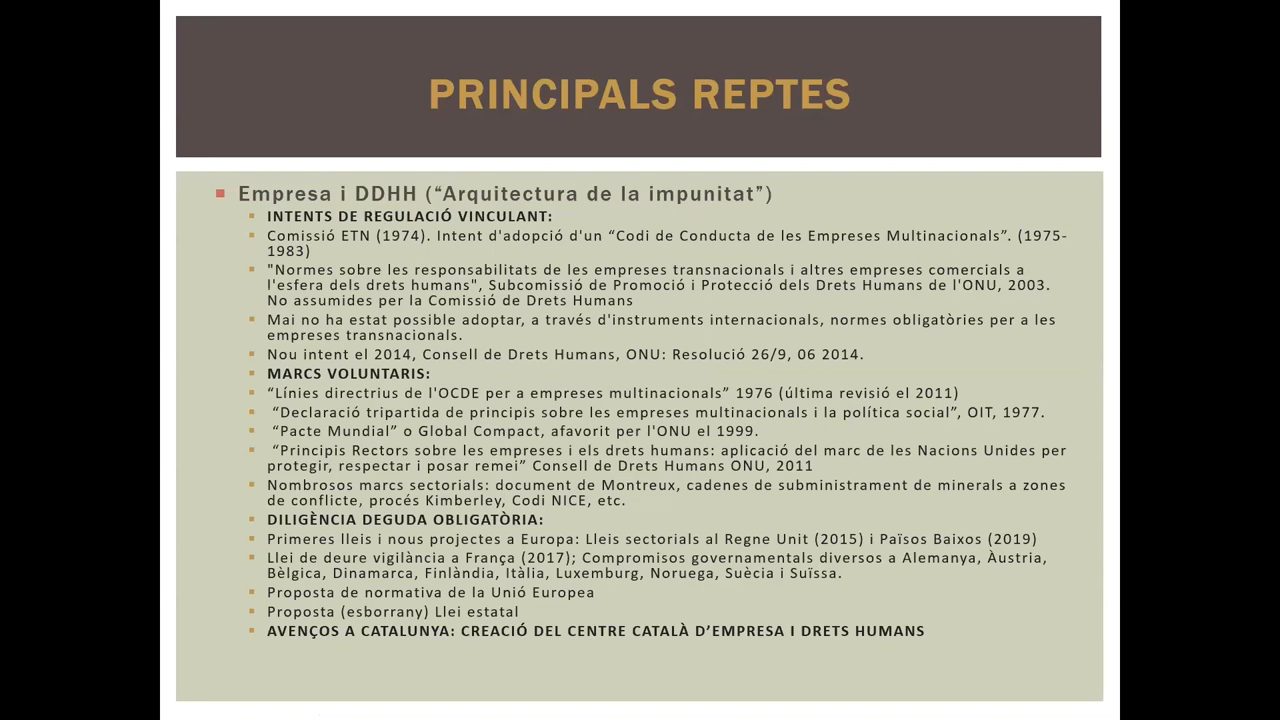 PRINCIPALS REPTES
Empresa i DDHH (“Arquitectura de la impunitat”)
INTENTS DE REGULACIÓ VINCULANT:
Comissió ETN (1974). Intent d'adopció d'un “Codi de Conducta de les Empreses Multinacionals”. (1975-
1983)
"Normes sobre les responsabilitats de les empreses transnacionals i altres empreses comercials a
l'esfera dels drets humans", Subcomissió de Promoció i Protecció dels Drets Humans de l'ONU, 2003.
No assumides per la Comissió de Drets Humans
Mai no ha estat possible adoptar, a través d'instruments internacionals, normes obligatòries per a les
empreses transnacionals.
Nou intent el 2014, Consell de Drets Humans, ONU: Resolució 26/9, 06 2014.
MARCS VOLUNTARIS:
“Línies directrius de l'OCDE per a empreses multinacionals” 1976 (última revisió el 2011)
“Declaració tripartida de principis sobre les empreses multinacionals i la política social”, OIT, 1977.
“Pacte Mundial” o Global Compact, afavorit per l'ONU el 1999.
“Principis Rectors sobre les empreses i els drets humans: aplicació del marc de les Nacions Unides per
protegir, respectar i posar remei” Consell de Drets Humans ONU, 2011
Nombrosos marcs sectorials: document de Montreux, cadenes de subministrament de minerals a zones
de conflicte, procés Kimberley, Codi NICE, etc.
DILIGÈNCIA DEGUDA OBLIGATÒRIA:
Primeres lleis i nous projectes a Europa: Lleis sectorials al Regne Unit (2015) i Països Baixos (2019)
Llei de deure vigilància a França (2017); Compromisos governamentals diversos a Alemanya, Àustria,
Bèlgica, Dinamarca, Finlàndia, Itàlia, Luxemburg, Noruega, Suècia i Suïssa.
Proposta de normativa de la Unió Europea
Proposta (esborrany) Llei estatal
AVENÇOS A CATALUNYA: CREACIÓ DEL CENTRE CATALÀ D’EMPRESA I DRETS HUMANS